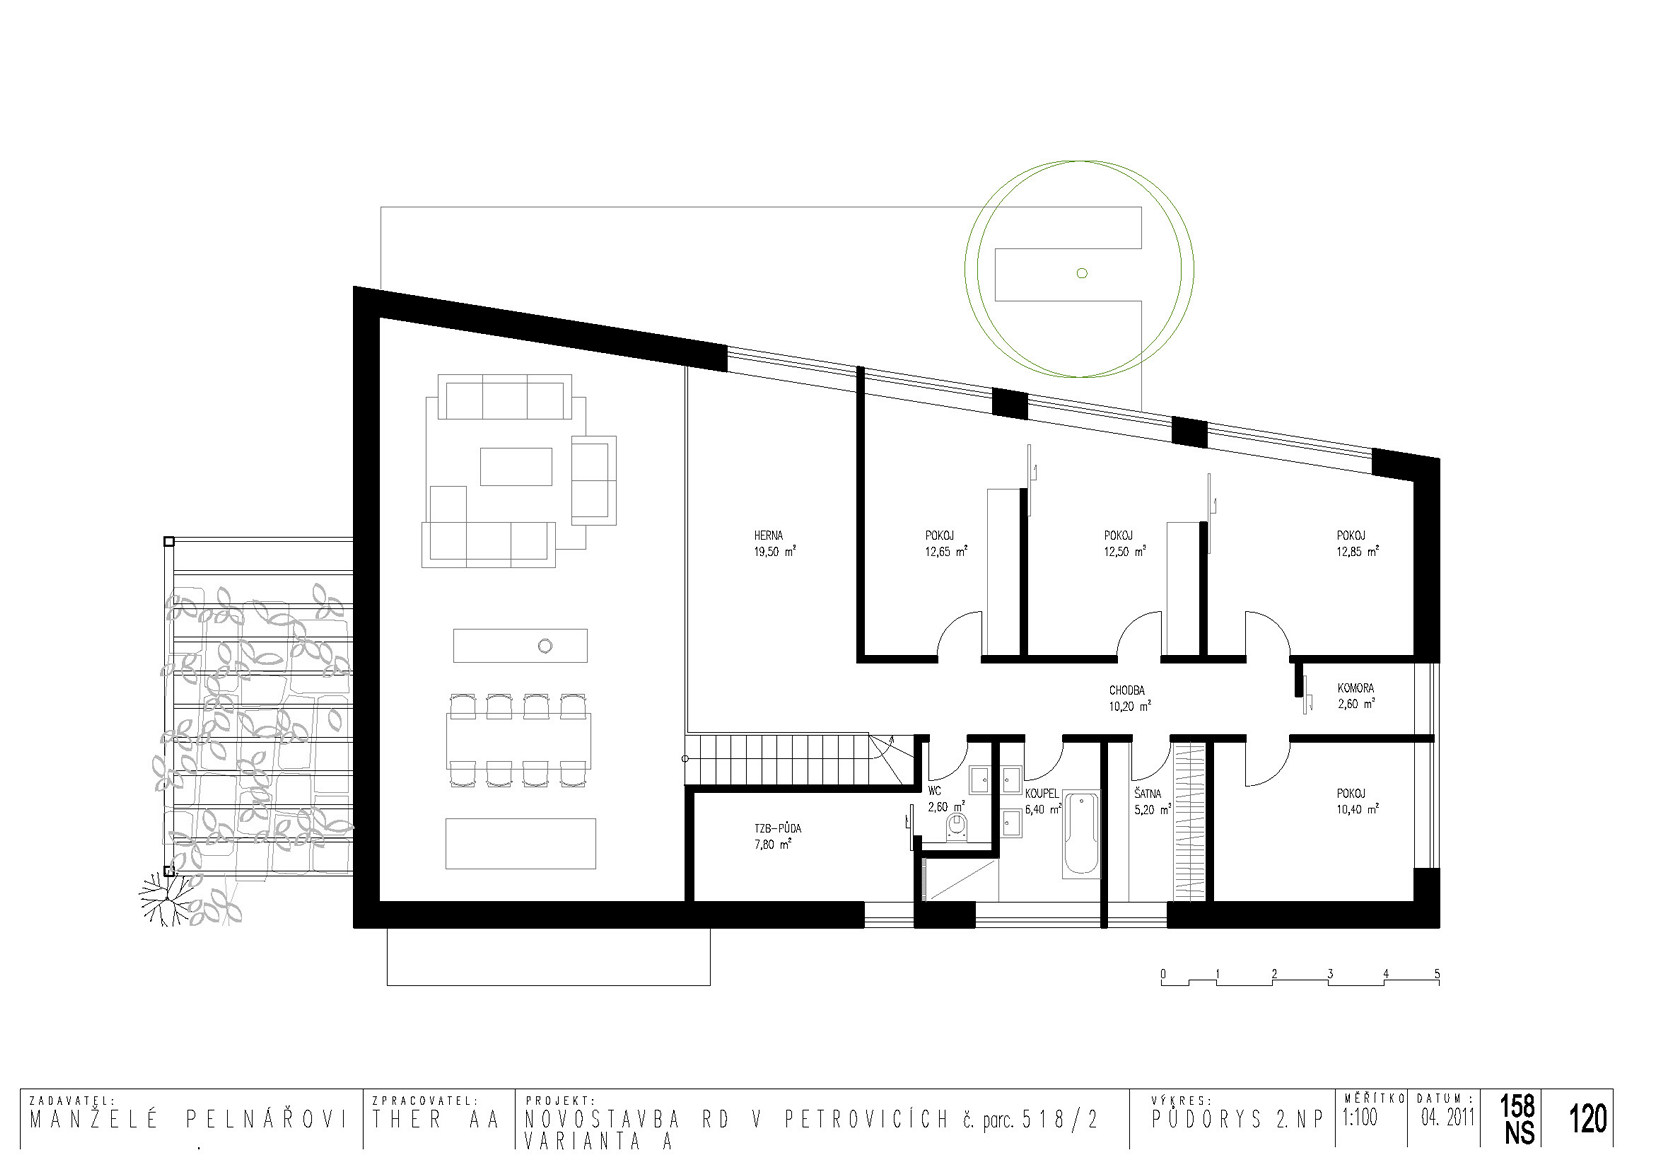 HERNA
19,50 m²
POKOJ
12,65 m²
POKOJ
12,50 m²
POKOJ
12,85 m²
CHODBA
10,20 m²
KOMORA
2,60 m²
WC
2,60 m²
KOUPEL
6,40 m²
ŠATNA
5,20 m²
POKOJ
10,40 m²
TZB-PŮDA
7,80 m²
0 1 2 3 4 5
ZADAVATEL:
MANŽELÉ PELNÁŘOVI
ZPRACOVATEL:
THER AA
PROJEKT:
NOVOSTAVBA RD V PETROVICÍCH č. parc. 518/2
VARIANTA A
VÝKRES:
PŮDORYS 2.NP
MĚŘÍTKO
1:100
DATUM :
04. 2011
158
NS
120